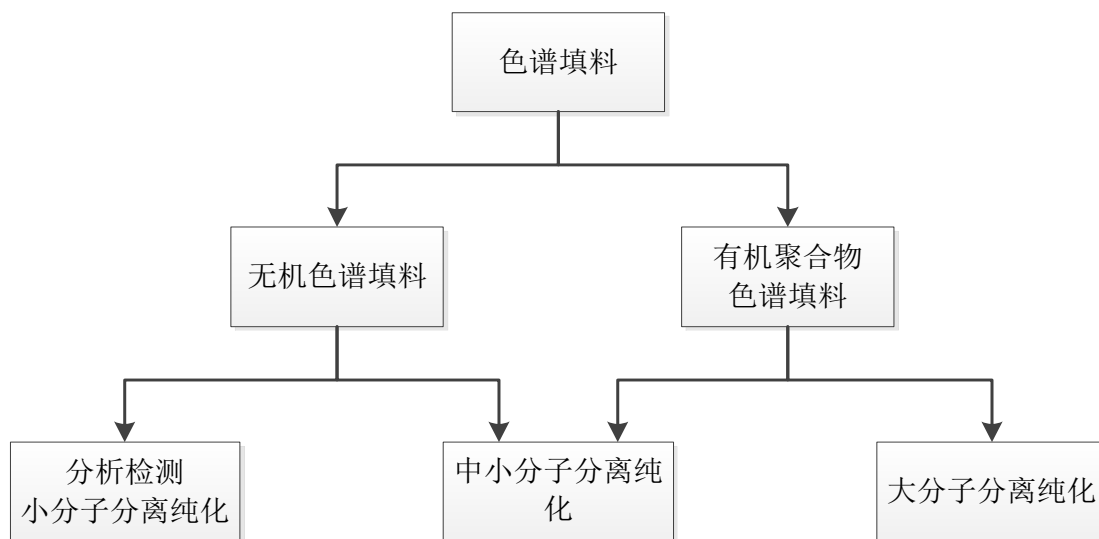 色谱填料
无机色谱填料
有机聚合物
色谱填料
分析检测
小分子分离纯化
中小分子分离纯
化
大分子分离纯化